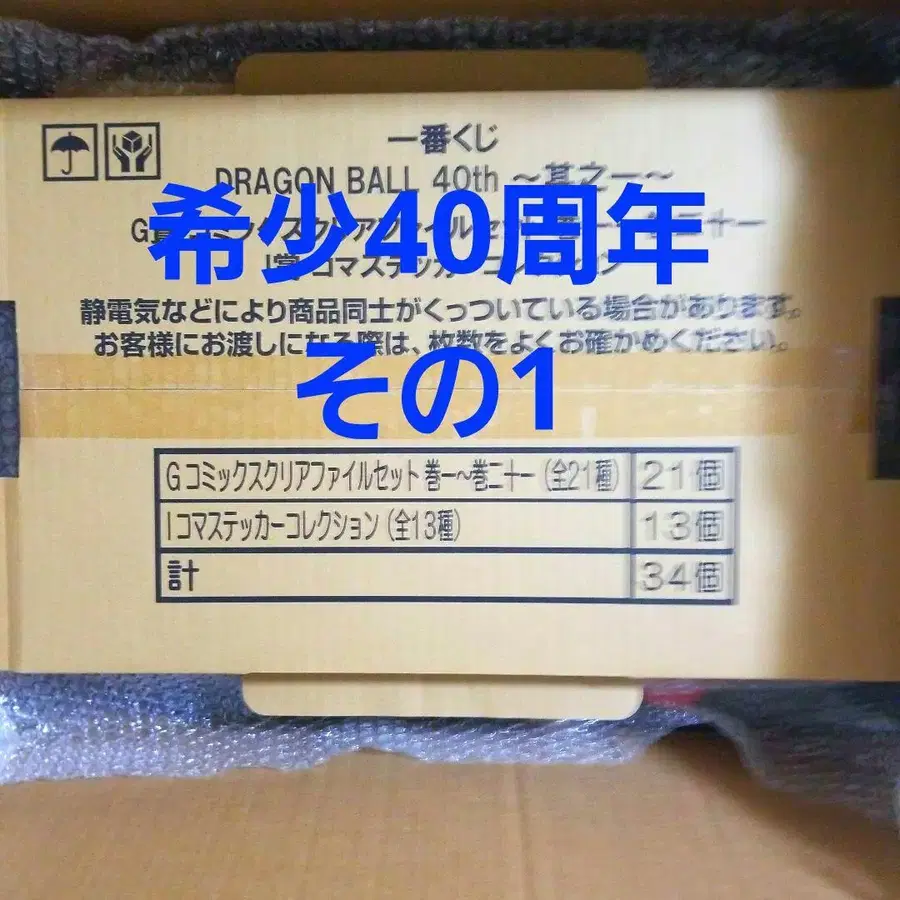 一番くじ
DRAGON BALL 40th ～其之一～
希少40周年
静電気などにより商品同士がくっついている場合があります。
お客様にお渡しになる際は、枚数をよくお確かめください。
その1
Gコミックスクリアファイルセット 巻一～巻二十一(全21種) 21個
Iコマステッカーコレクション(全13種) 13個
計 34個